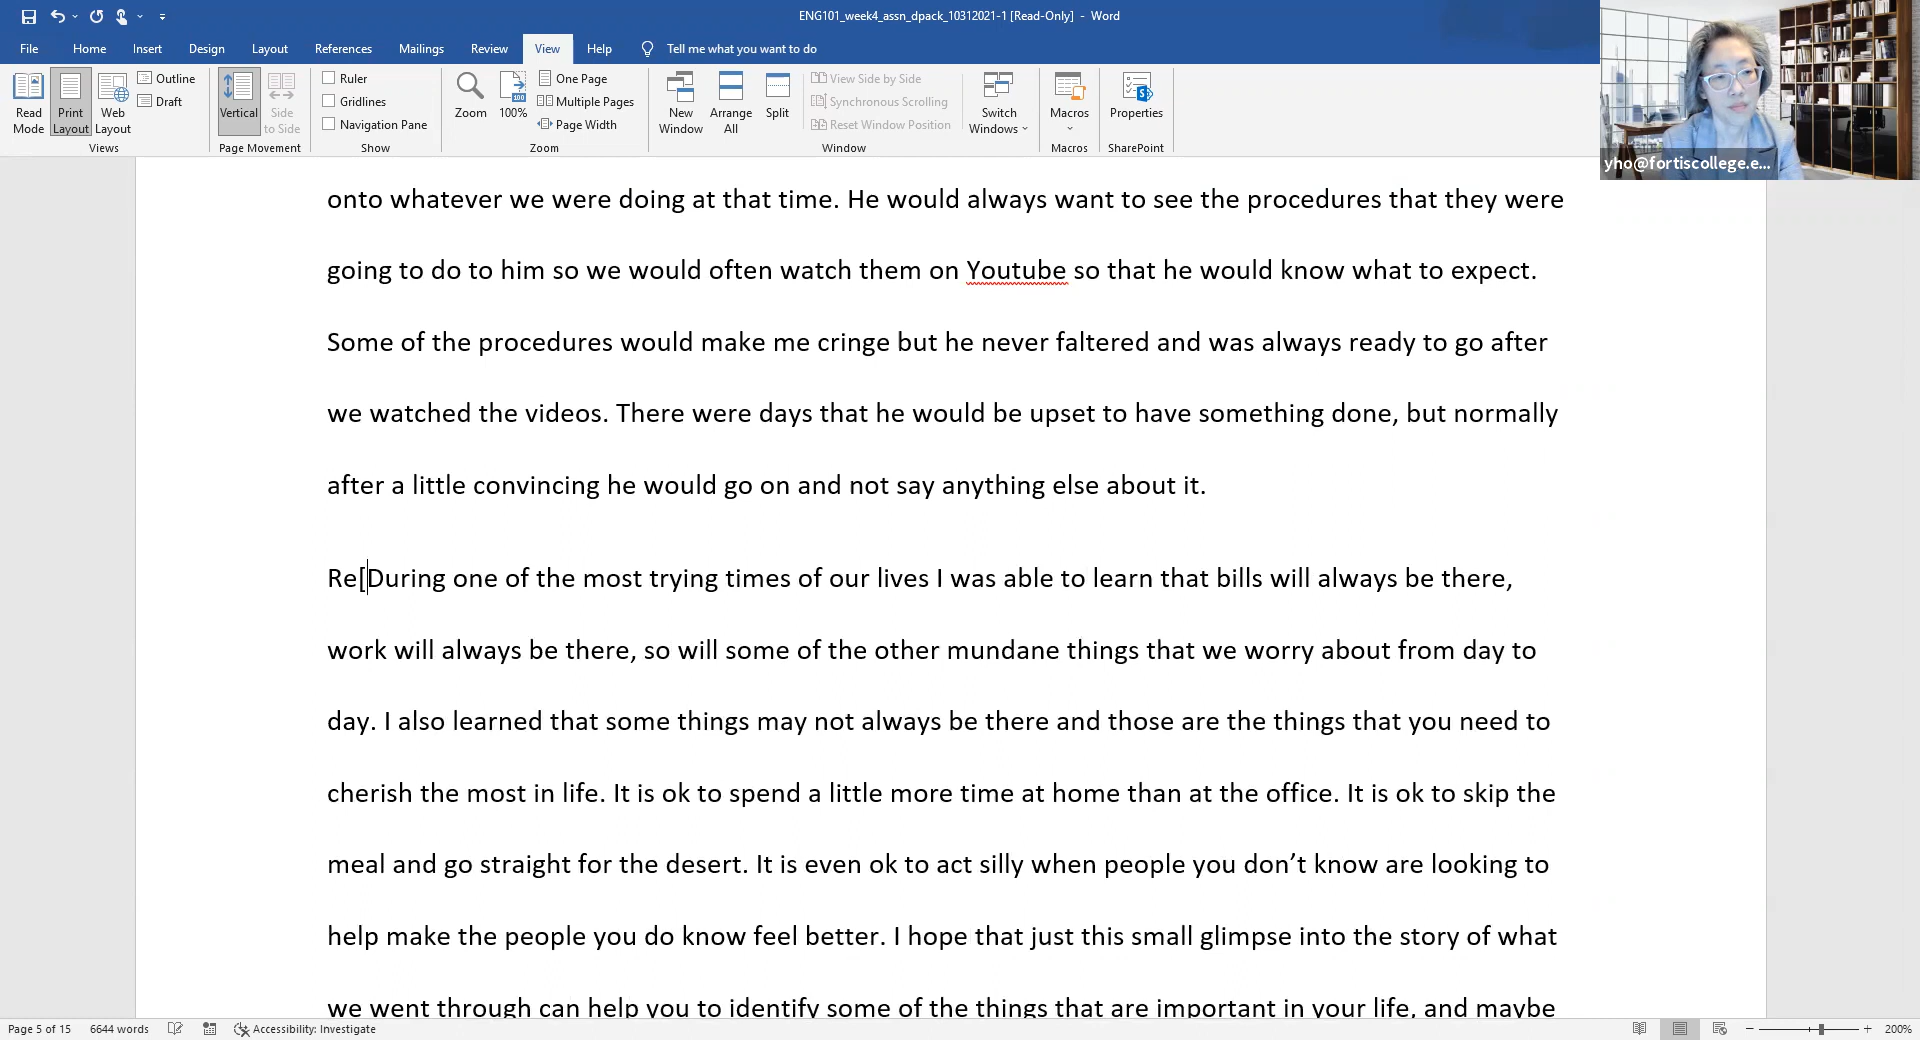 ENG101_week4_assn_dpack_10312021-1 [Read-Only] - Word
File Home Insert Design Layout References Mailings Review View Help Tell me what you want to do
Read Mode
Print Layout
Web Layout
Outline
Draft
Views
Vertical
Side to Side
Page Movement
Ruler
Gridlines
Navigation Pane
Show
Zoom
100
100%
One Page
Multiple Pages
Page Width
Zoom
New Window
Arrange All
Split
View Side by Side
Synchronous Scrolling
Reset Window Position
Window
Switch Windows
Macros
Macros
Properties
SharePoint
yho@fortiscollege.e...
onto whatever we were doing at that time. He would always want to see the procedures that they were
going to do to him so we would often watch them on Youtube so that he would know what to expect.
Some of the procedures would make me cringe but he never faltered and was always ready to go after
we watched the videos. There were days that he would be upset to have something done, but normally
after a little convincing he would go on and not say anything else about it.
Re[During one of the most trying times of our lives I was able to learn that bills will always be there,
work will always be there, so will some of the other mundane things that we worry about from day to
day. I also learned that some things may not always be there and those are the things that you need to
cherish the most in life. It is ok to spend a little more time at home than at the office. It is ok to skip the
meal and go straight for the desert. It is even ok to act silly when people you don’t know are looking to
help make the people you do know feel better. I hope that just this small glimpse into the story of what
we went through can help you to identify some of the things that are important in your life, and maybe
Page 5 of 15 6644 words Accessibility: Investigate 200%